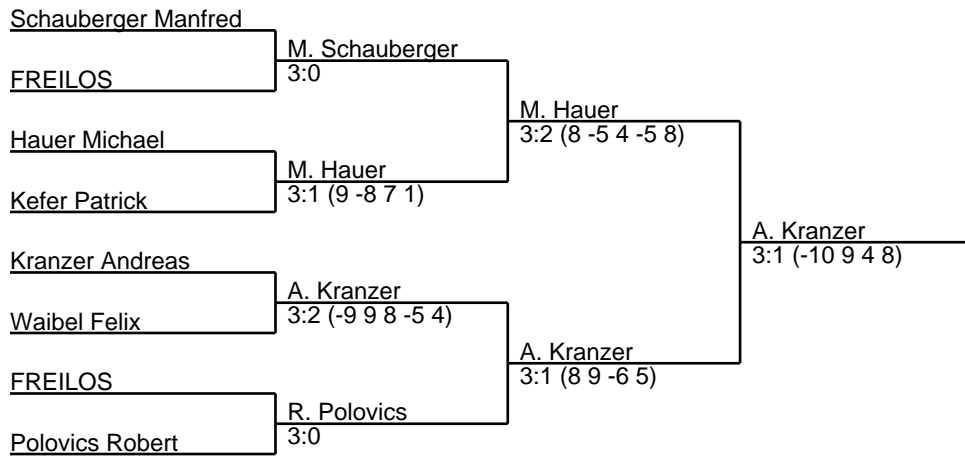 Schauberger Manfred
M. Schauberger
3:0
FREILOS
M. Hauer
3:2 (8 -5 4 -5 8)
Hauer Michael
M. Hauer
3:1 (9 -8 7 1)
Kefer Patrick
A. Kranzer
3:1 (-10 9 4 8)
Kranzer Andreas
A. Kranzer
3:2 (-9 9 8 -5 4)
Waibel Felix
A. Kranzer
3:1 (8 9 -6 5)
FREILOS
R. Polovics
3:0
Polovics Robert